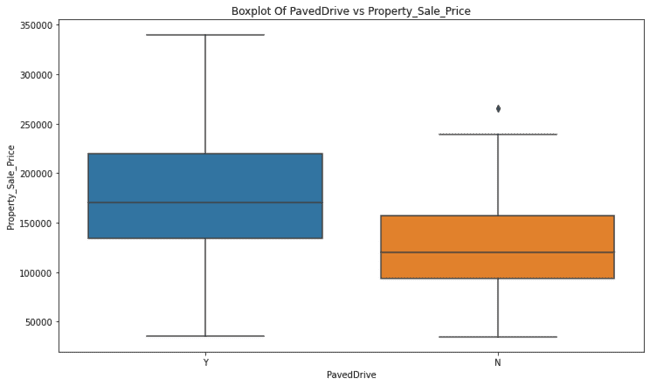 Boxplot Of PavedDrive vs Property_Sale_Price
350000
300000
250000
200000
150000
100000
50000
Property_Sale_Price
Y
N
PavedDrive